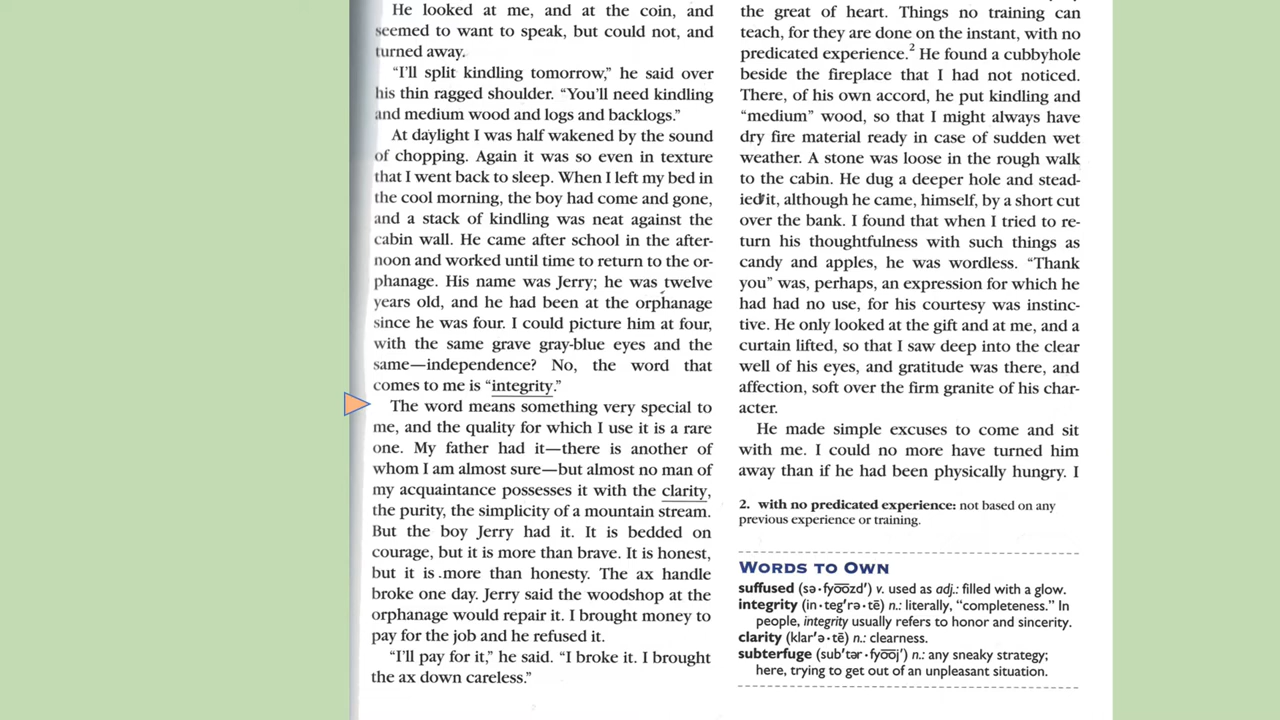 He looked at me, and at the coin, and
seemed to want to speak, but could not, and
turned away.
“I’ll split kindling tomorrow,” he said over
his thin ragged shoulder. “You’ll need kindling
and medium wood and logs and backlogs.”
At daylight I was half wakened by the sound
of chopping. Again it was so even in texture
that I went back to sleep. When I left my bed in
the cool morning, the boy had come and gone,
and a stack of kindling was neat against the
cabin wall. He came after school in the after-
noon and worked until time to return to the or-
phanage. His name was Jerry; he was twelve
years old, and he had been at the orphanage
since he was four. I could picture him at four,
with the same grave gray-blue eyes and the
same—independence? No, the word that
comes to me is “integrity.”
The word means something very special to
me, and the quality for which I use it is a rare
one. My father had it—there is another of
whom I am almost sure—but almost no man of
my acquaintance possesses it with the clarity,
the purity, the simplicity of a mountain stream.
But the boy Jerry had it. It is bedded on
courage, but it is more than brave. It is honest,
but it is more than honesty. The ax handle
broke one day. Jerry said the woodshop at the
orphanage would repair it. I brought money to
pay for the job and he refused it.
“I’ll pay for it,” he said. “I broke it. I brought
the ax down careless.”
the great of heart. Things no training can
teach, for they are done on the instant, with no
predicated experience.² He found a cubbyhole
beside the fireplace that I had not noticed.
There, of his own accord, he put kindling and
“medium” wood, so that I might always have
dry fire material ready in case of sudden wet
weather. A stone was loose in the rough walk
to the cabin. He dug a deeper hole and stead-
ied it, although he came, himself, by a short cut
over the bank. I found that when I tried to re-
turn his thoughtfulness with such things as
candy and apples, he was wordless. “Thank
you” was, perhaps, an expression for which he
had had no use, for his courtesy was instinc-
tive. He only looked at the gift and at me, and a
curtain lifted, so that I saw deep into the clear
well of his eyes, and gratitude was there, and
affection, soft over the firm granite of his char-
acter.
He made simple excuses to come and sit
with me. I could no more have turned him
away than if he had been physically hungry. I
2. with no predicated experience: not based on any
previous experience or training.
WORDS TO OWN
suffused (sə•fyo͞ozd′) v. used as adj.: filled with a glow.
integrity (in•teg′rə•tē) n.: literally, “completeness.” In
people, integrity usually refers to honor and sincerity.
clarity (klar′ə•tē) n.: clearness.
subterfuge (sub′tər•fyo͞oj′) n.: any sneaky strategy;
here, trying to get out of an unpleasant situation.